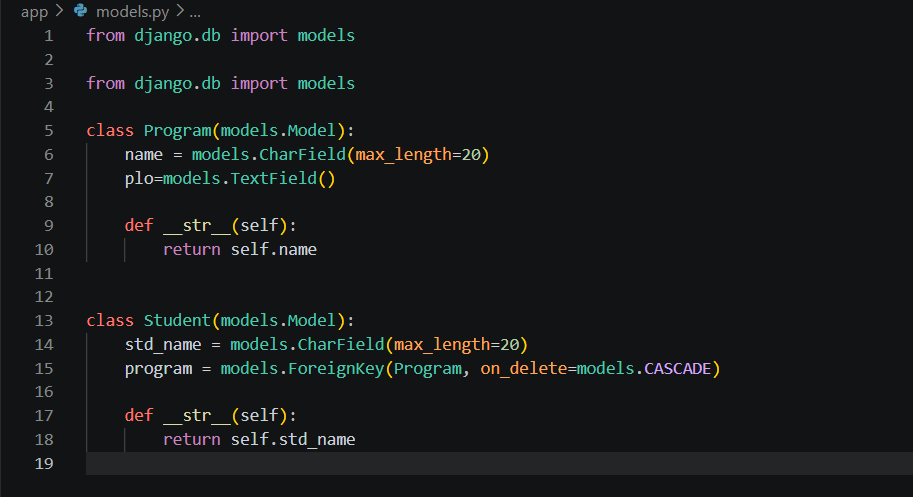 app > models.py > ...
1 from django.db import models
2
3 from django.db import models
4
5 class Program(models.Model):
6     name = models.CharField(max_length=20)
7     plo=models.TextField()
8
9     def __str__(self):
10         return self.name
11
12
13 class Student(models.Model):
14     std_name = models.CharField(max_length=20)
15     program = models.ForeignKey(Program, on_delete=models.CASCADE)
16
17     def __str__(self):
18         return self.std_name
19